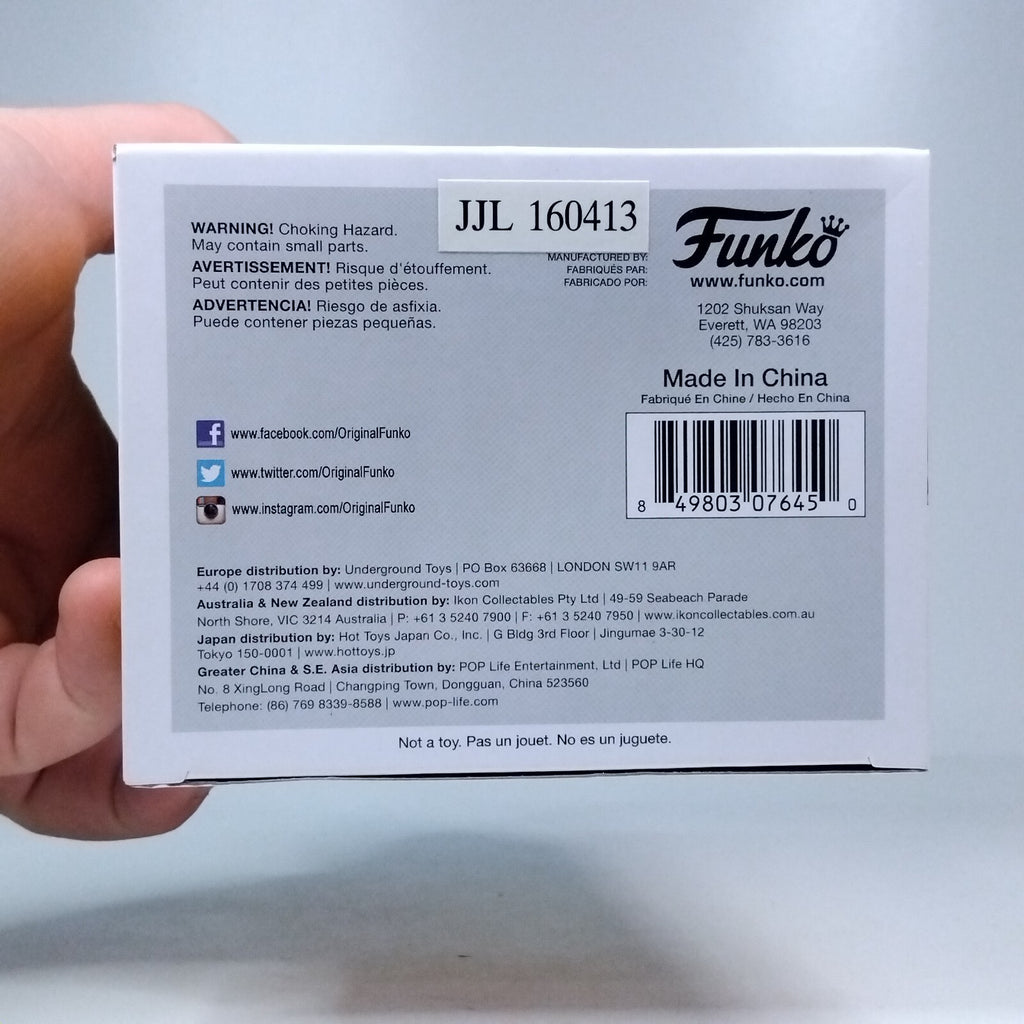 JJL 160413
WARNING! Choking Hazard.
May contain small parts.
AVERTISSEMENT! Risque d'étouffement.
Peut contenir des petites pièces.
ADVERTENCIA! Riesgo de asfixia.
Puede contener piezas pequeñas.
MANUFACTURED BY:
FABRIQUÉS PAR:
FABRICADO POR:
Funko
www.funko.com
1202 Shuksan Way
Everett, WA 98203
(425) 783-3616
Made In China
Fabriqué En Chine / Hecho En China
8 49803 07645 0
f www.facebook.com/OriginalFunko
www.twitter.com/OriginalFunko
www.instagram.com/OriginalFunko
Europe distribution by: Underground Toys | PO Box 63668 | LONDON SW11 9AR
+44 (0) 1708 374 499 | www.underground-toys.com
Australia & New Zealand distribution by: Ikon Collectables Pty Ltd | 49-59 Seabeach Parade
North Shore, VIC 3214 Australia | P: +61 3 5240 7900 | F: +61 3 5240 7950 | www.ikoncollectables.com.au
Japan distribution by: Hot Toys Japan Co., Inc. | G Bldg 3rd Floor | Jingumae 3-30-12
Tokyo 150-0001 | www.hottoys.jp
Greater China & S.E. Asia distribution by: POP Life Entertainment, Ltd | POP Life HQ
No. 8 XingLong Road | Changping Town, Dongguan, China 523560
Telephone: (86) 769 8339-8588 | www.pop-life.com
Not a toy. Pas un jouet. No es un juguete.